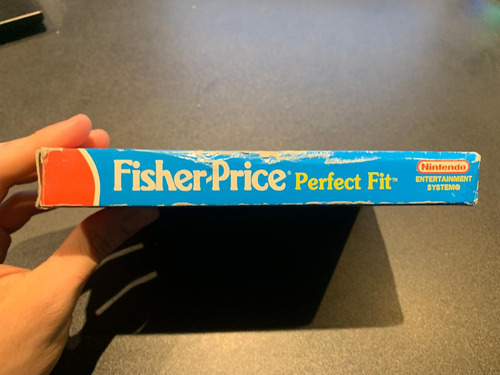 Fisher-Price® Perfect Fit™
Nintendo
ENTERTAINMENT
SYSTEM®